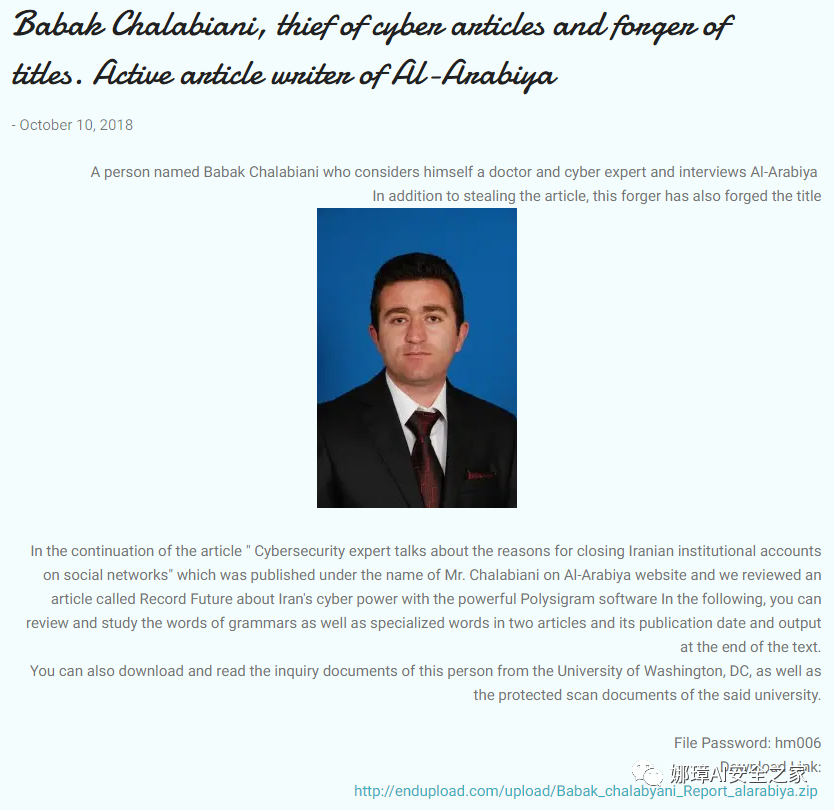 Babak Chalabiani, thief of cyber articles and forger of
titles. Active article writer of Al-Arabiya
- October 10, 2018
A person named Babak Chalabiani who considers himself a doctor and cyber expert and interviews Al-Arabiya
In addition to stealing the article, this forger has also forged the title
In the continuation of the article " Cybersecurity expert talks about the reasons for closing Iranian institutional accounts
on social networks" which was published under the name of Mr. Chalabiani on Al-Arabiya website and we reviewed an
article called Record Future about Iran's cyber power with the powerful Polysigram software In the following, you can
review and study the words of grammars as well as specialized words in two articles and its publication date and output
at the end of the text.
You can also download and read the inquiry documents of this person from the University of Washington, DC, as well as
the protected scan documents of the said university.
File Password: hm006
Download Link:
娜璋AI安全之家
http://endupload.com/upload/Babak_chalabyani_Report_alarabiya.zip